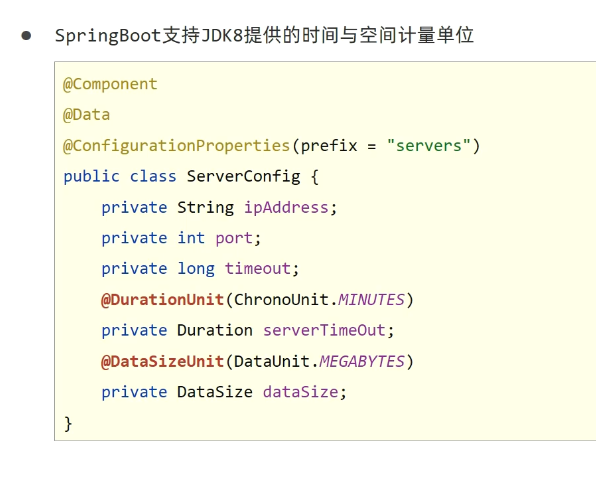 ● SpringBoot支持JDK8提供的时间与空间计量单位
@Component
@Data
@ConfigurationProperties(prefix = "servers")
public class ServerConfig {
    private String ipAddress;
    private int port;
    private long timeout;
    @DurationUnit(ChronoUnit.MINUTES)
    private Duration serverTimeOut;
    @DataSizeUnit(DataUnit.MEGABYTES)
    private DataSize dataSize;
}